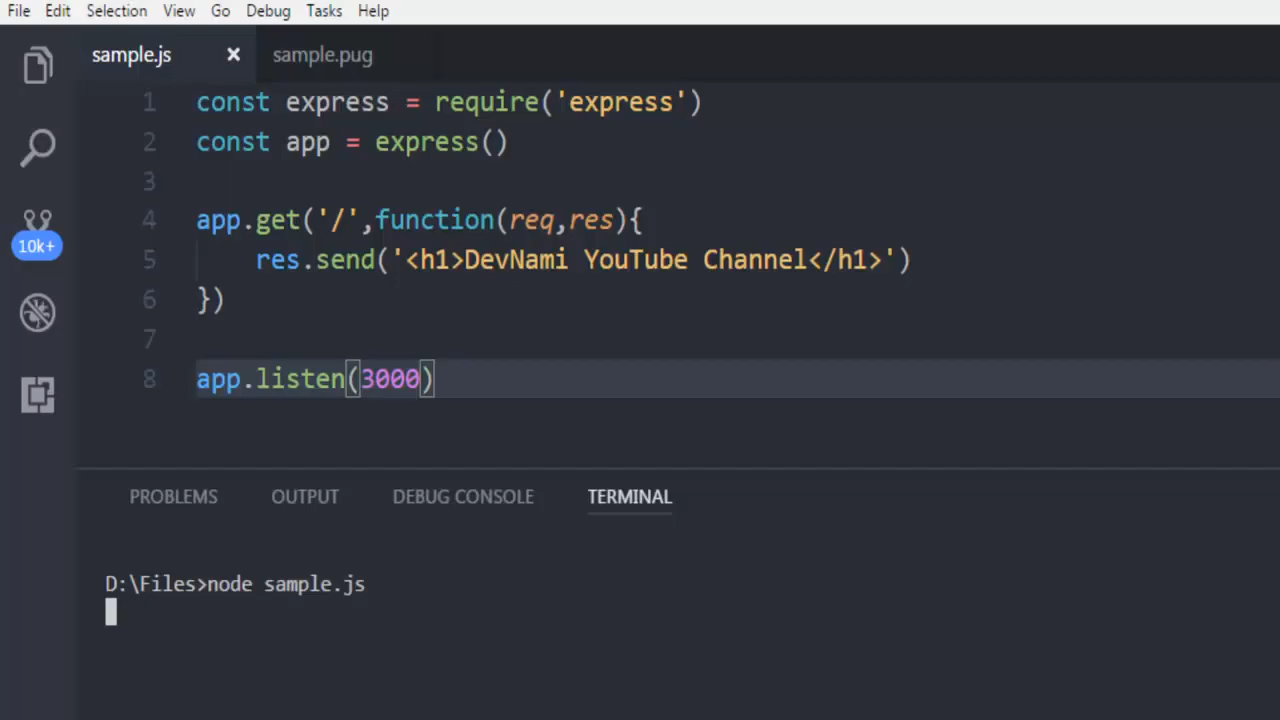 File Edit Selection View Go Debug Tasks Help
sample.js × sample.pug
1 const express = require('express')
2 const app = express()
3
4 app.get('/',function(req,res){
5     res.send('<h1>DevNami YouTube Channel</h1>')
6 })
7
8 app.listen(3000)
10k+
PROBLEMS OUTPUT DEBUG CONSOLE TERMINAL
D:\Files>node sample.js